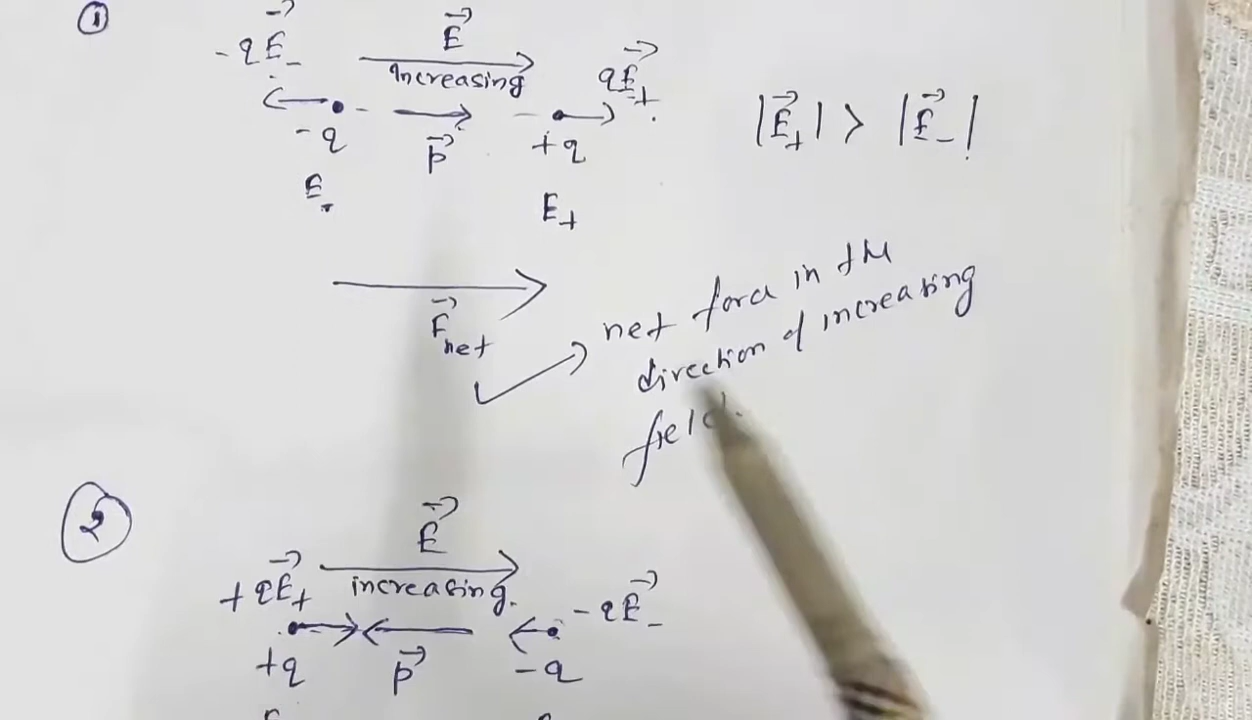 ①
-qE⃗₋
E⃗
increasing
qE⃗₊
|E⃗₊| > |E⃗₋|
-q
p⃗
+q
E₋
E₊
F⃗net
net force in the
direction of increasing
field.
②
E⃗
increasing.
+qE⃗₊
-qE⃗₋
+q
p⃗
-q